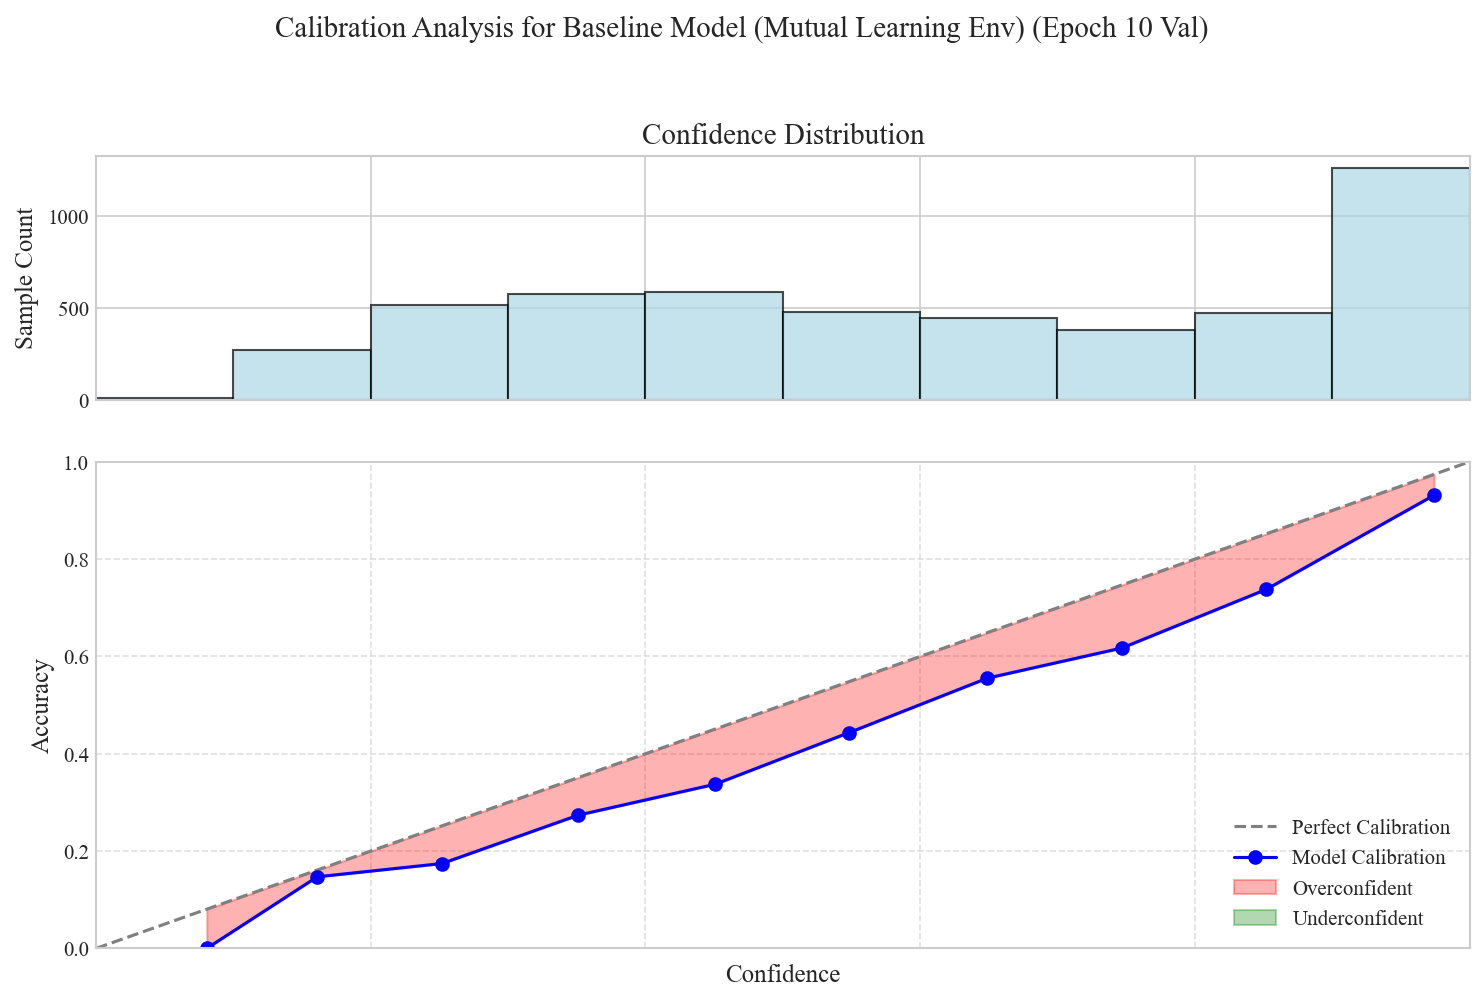 Calibration Analysis for Baseline Model (Mutual Learning Env) (Epoch 10 Val)
Confidence Distribution
Sample Count
1000
500
0
Accuracy
1.0
0.8
0.6
0.4
0.2
0.0
Perfect Calibration
Model Calibration
Overconfident
Underconfident
Confidence